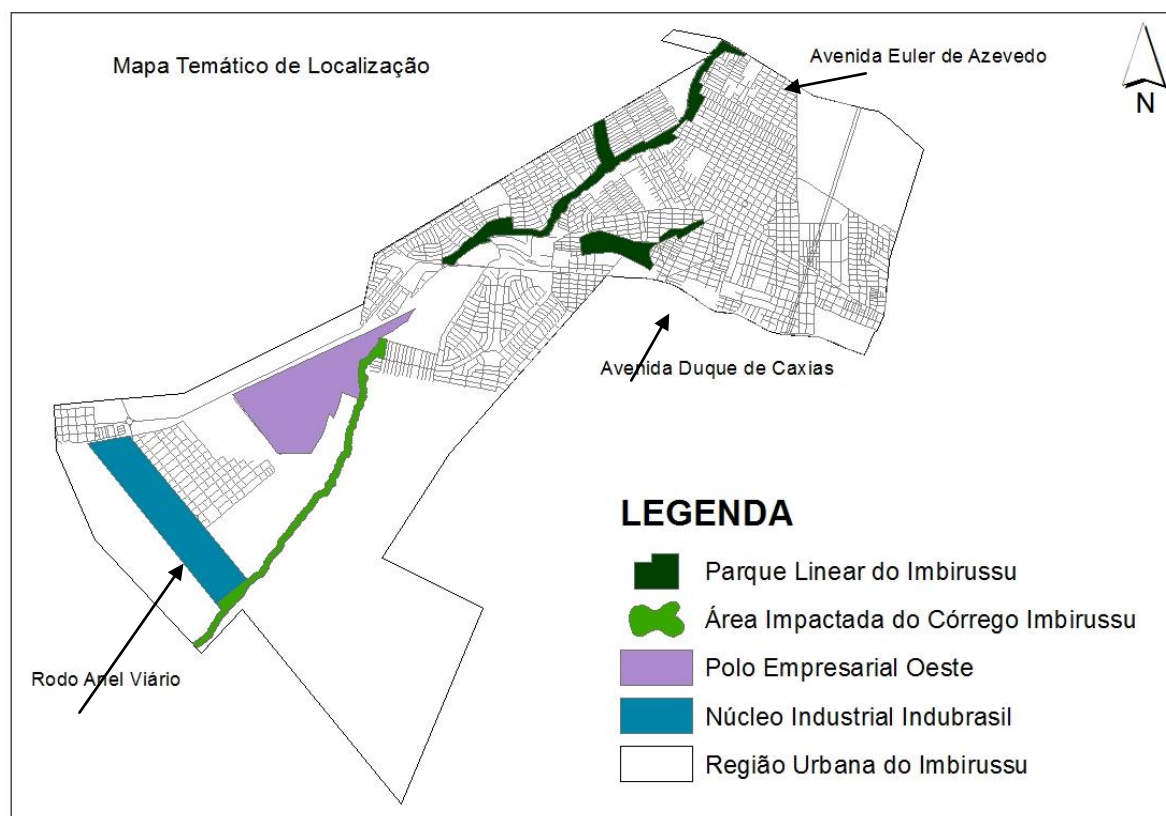 Mapa Temático de Localização
Avenida Euler de Azevedo
N
Avenida Duque de Caxias
Rodo Anel Viário
LEGENDA
Parque Linear do Imbirussu
Área Impactada do Córrego Imbirussu
Polo Empresarial Oeste
Núcleo Industrial Indubrasil
Região Urbana do Imbirussu